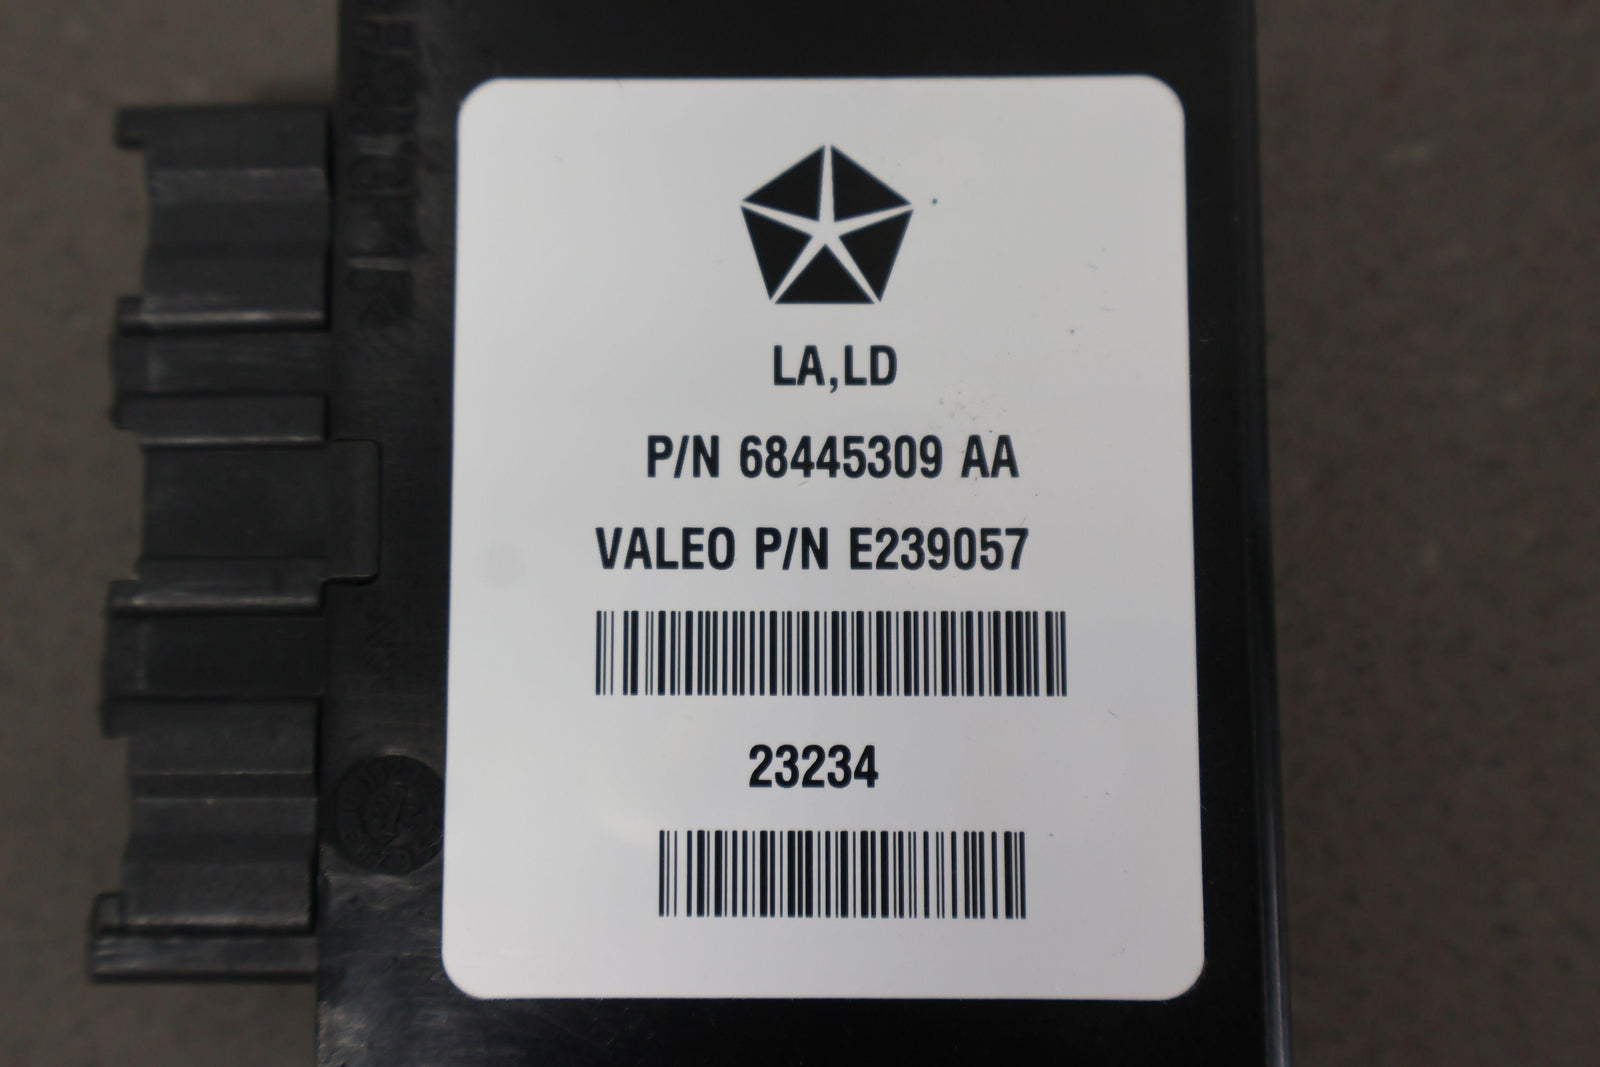 LA,LD
P/N 68445309 AA
VALEO P/N E239057
23234